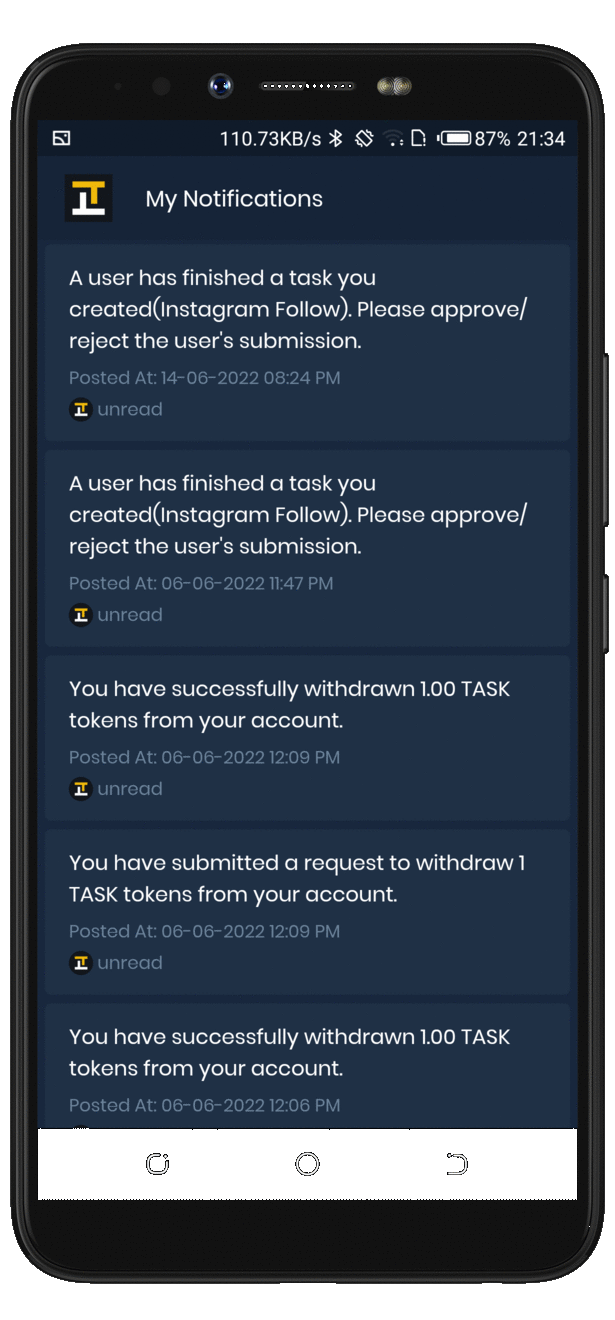 110.73KB/s 87% 21:34
My Notifications
A user has finished a task you
created(Instagram Follow). Please approve/
reject the user's submission.
Posted At: 14-06-2022 08:24 PM
unread
A user has finished a task you
created(Instagram Follow). Please approve/
reject the user's submission.
Posted At: 06-06-2022 11:47 PM
unread
You have successfully withdrawn 1.00 TASK
tokens from your account.
Posted At: 06-06-2022 12:09 PM
unread
You have submitted a request to withdraw 1
TASK tokens from your account.
Posted At: 06-06-2022 12:09 PM
unread
You have successfully withdrawn 1.00 TASK
tokens from your account.
Posted At: 06-06-2022 12:06 PM